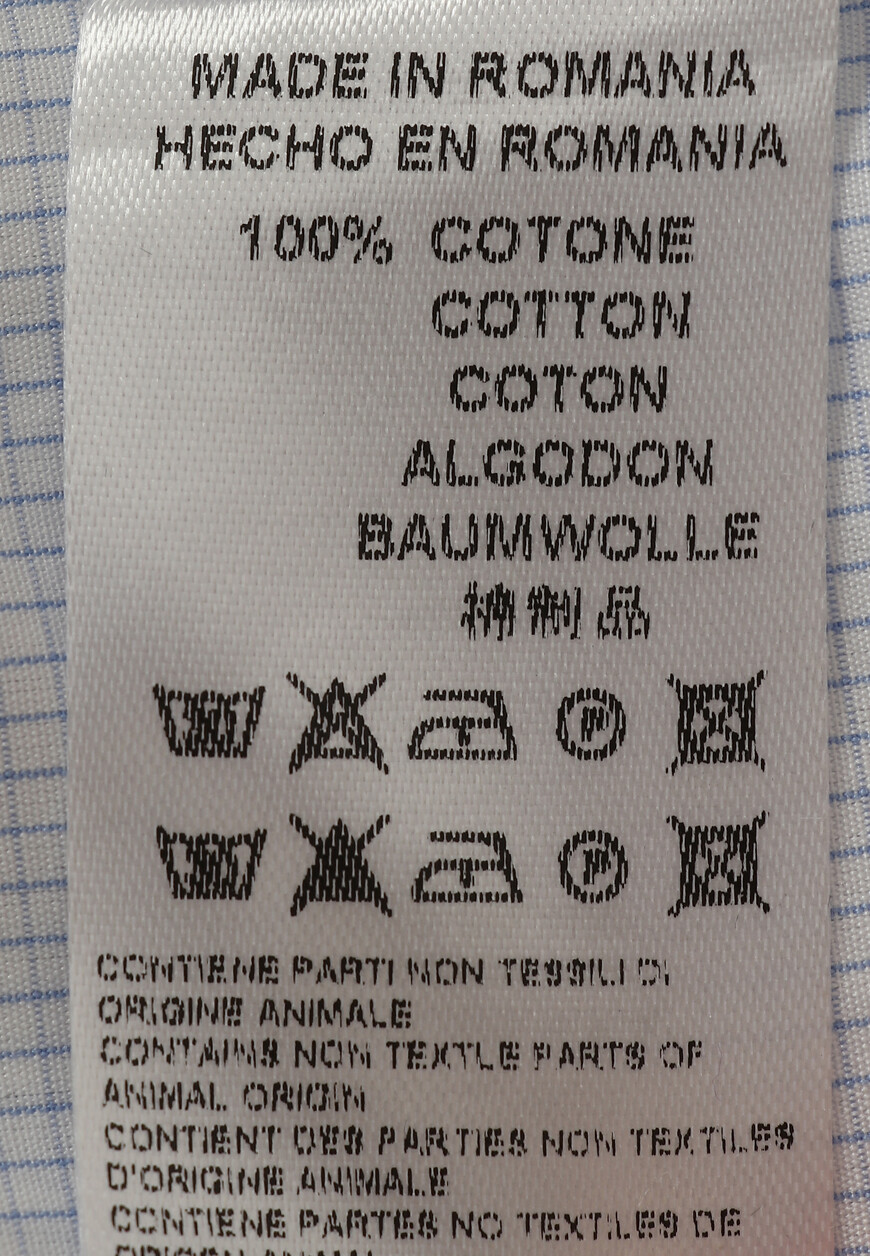 MADE IN ROMANIA
HECHO EN ROMANIA
100% COTONE
COTTON
COTON
ALGODON
BAUMWOLLE
品
P
P
CONTIENE PARTI NON TESSILI DI
ORIGINE ANIMALE
CONTAINS NON TEXTLE PARTS OF
ANIMAL ORIGIN
CONTIENT DES PARTIES NON TEXTILES
D'ORIGINE ANIMALE
CONTIENE PARTES NO TEXTILES DE